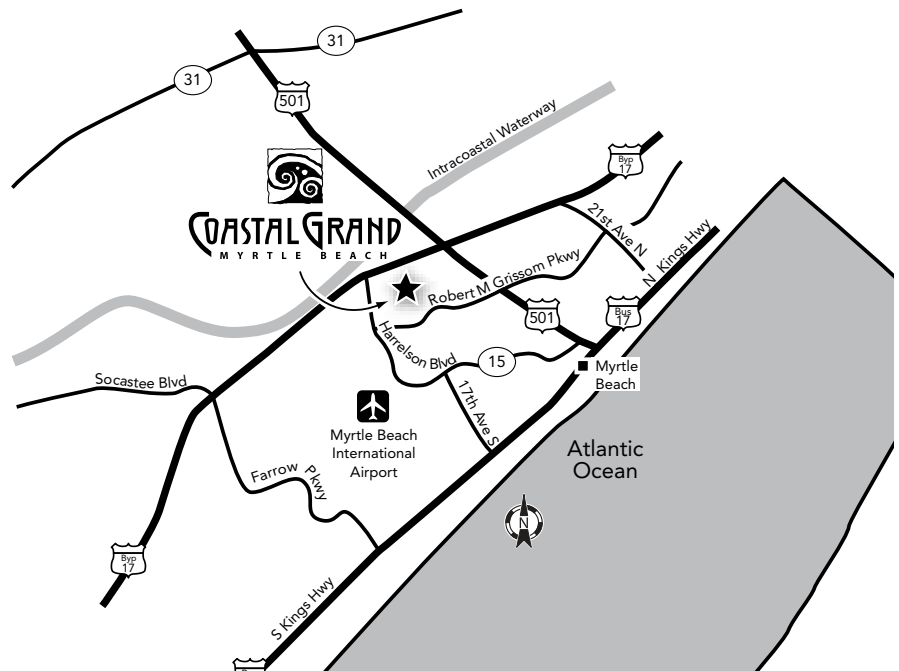 31
31
501
Intracoastal Waterway
Byp
17
COASTAL GRAND
MYRTLE BEACH
21st Ave N
N Kings Hwy
Robert M Grissom Pkwy
501
Bus
17
Harrelson Blvd
15
Myrtle
Beach
Socastee Blvd
17th Ave S
Myrtle Beach
International
Airport
Atlantic
Ocean
Farrow Pkwy
N
Byp
17
S Kings Hwy